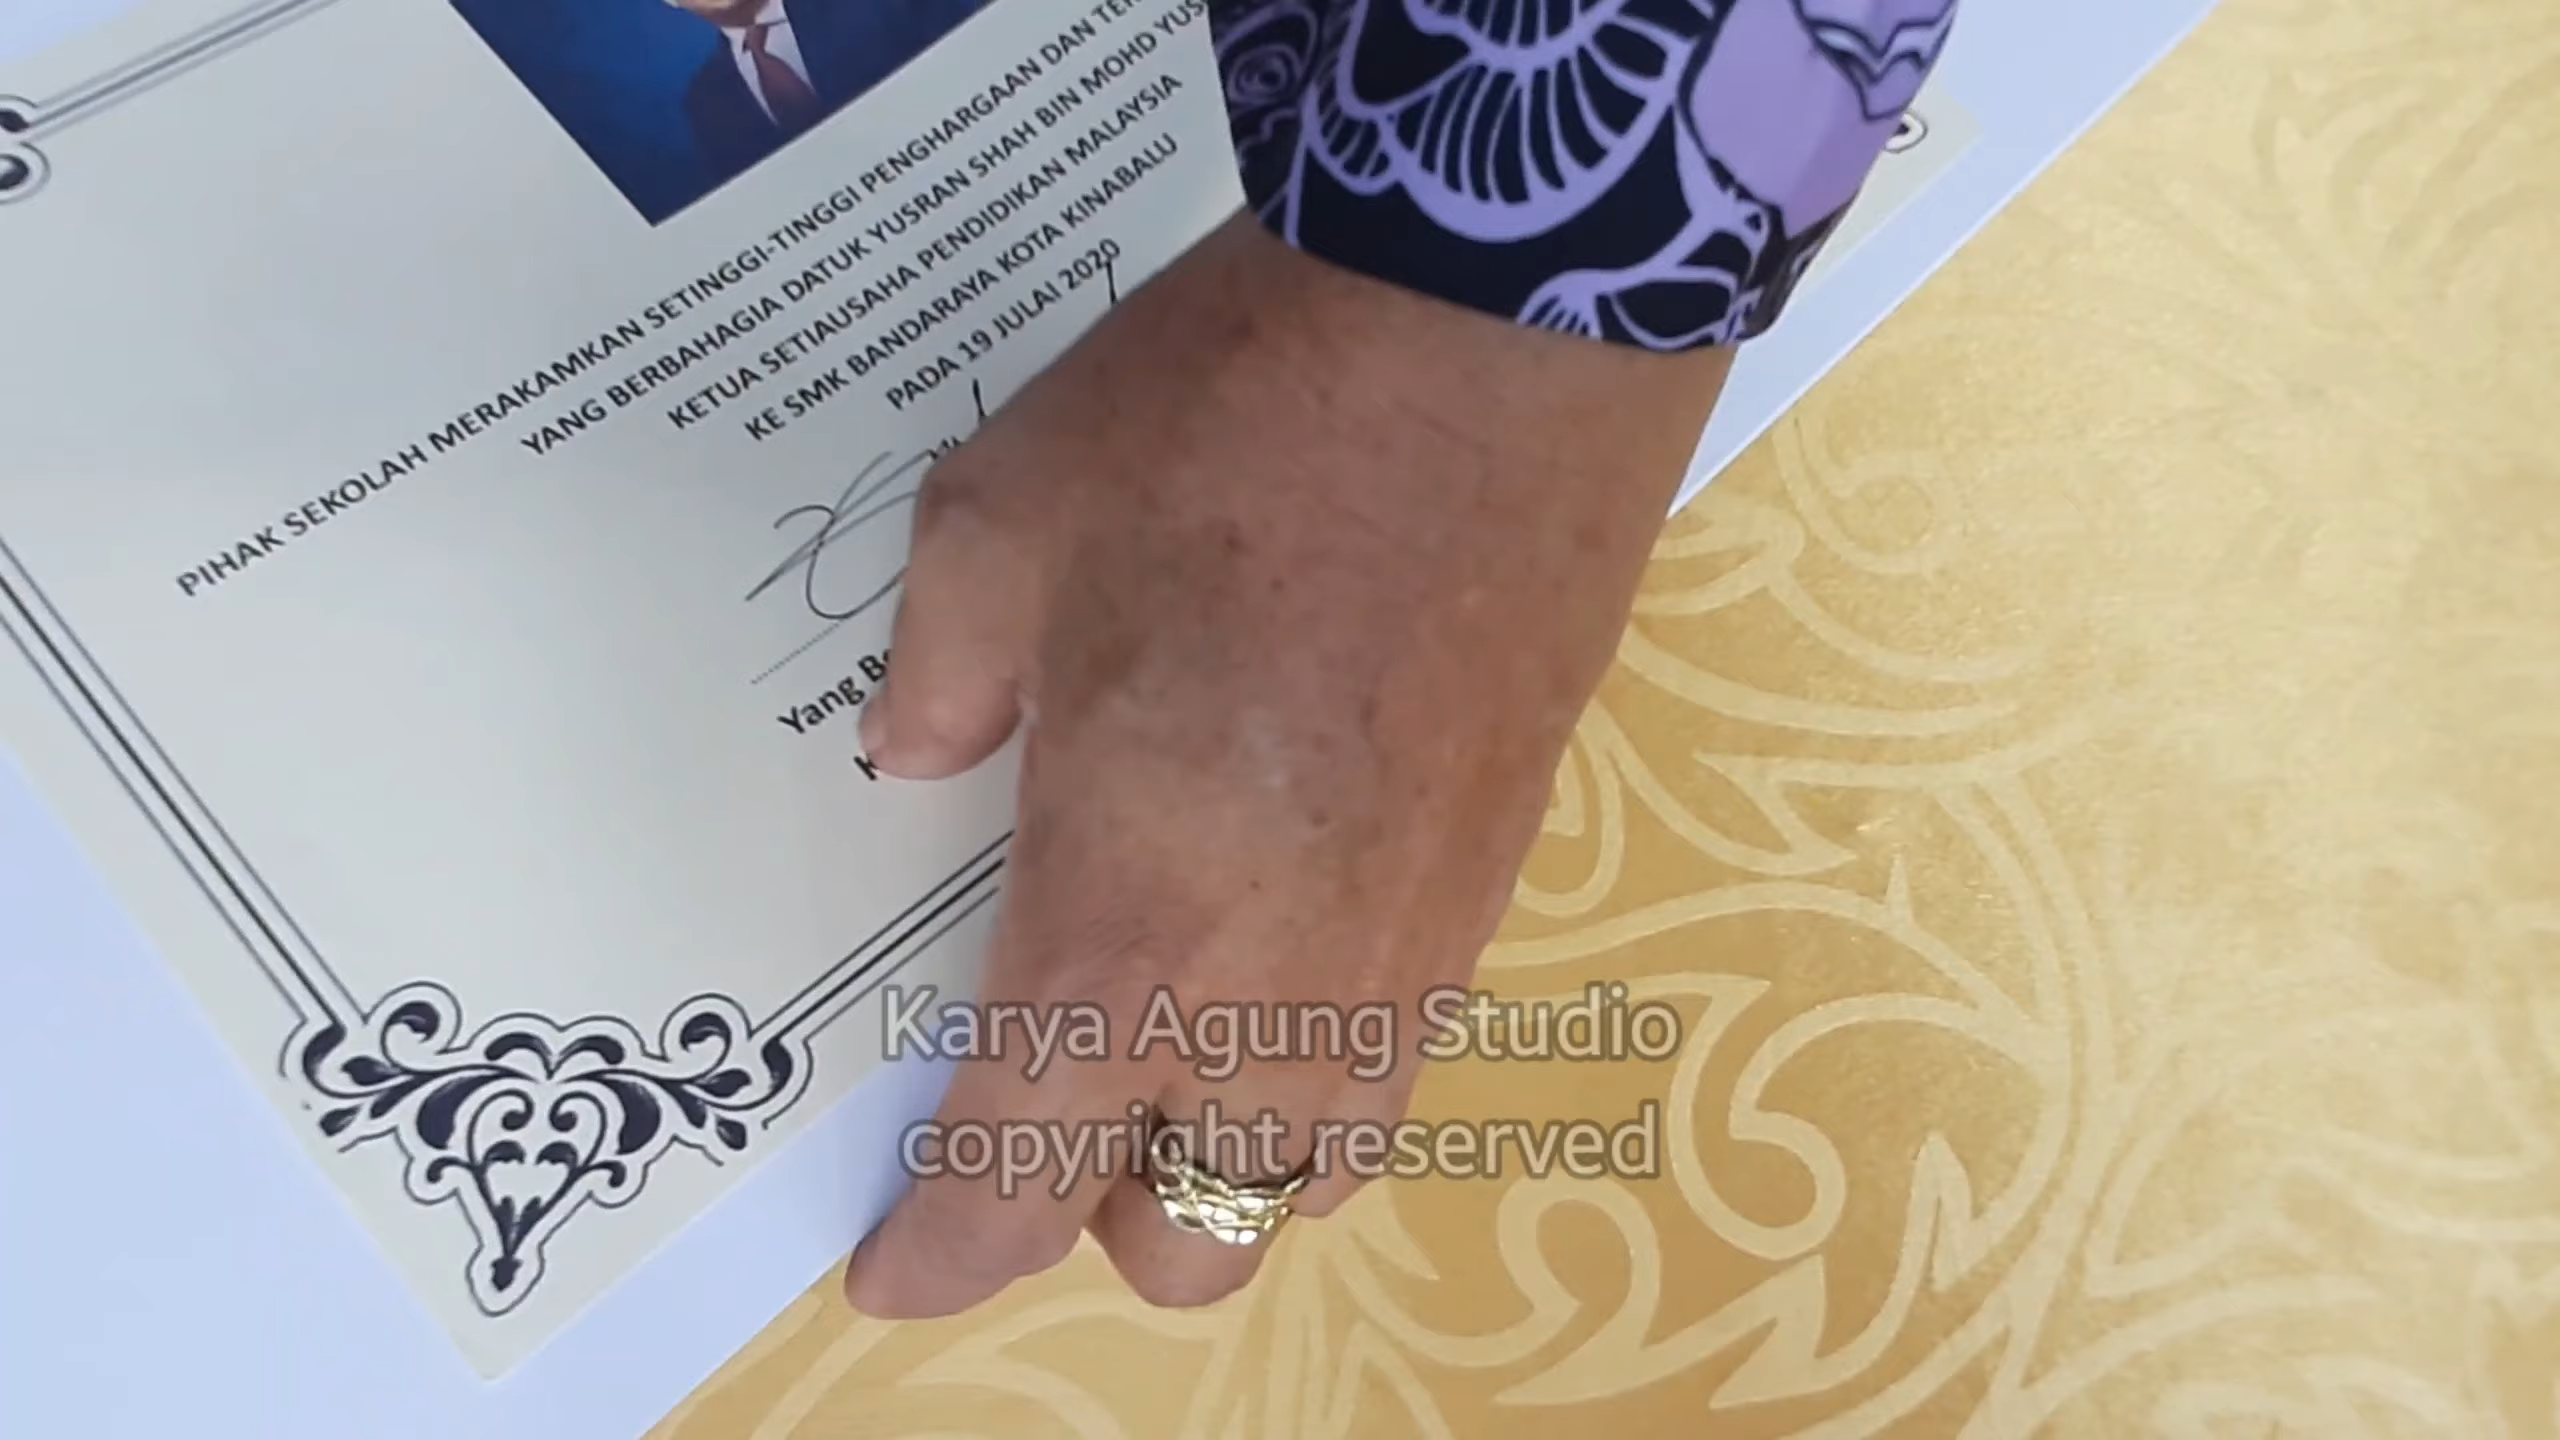 PIHAK SEKOLAH MERAKAMKAN SETINGGI-TINGGI PENGHARGAAN DAN
YANG BERBAHAGIA DATUK YUSRAN SHAH BIN MOHD
KETUA SETIAUSAHA PENDIDIKAN MALAYSIA
KE SMK BANDARAYA KOTA KINABALU
PADA 19 JULAI 2020
Yang
Karya Agung Studio
copyright reserved